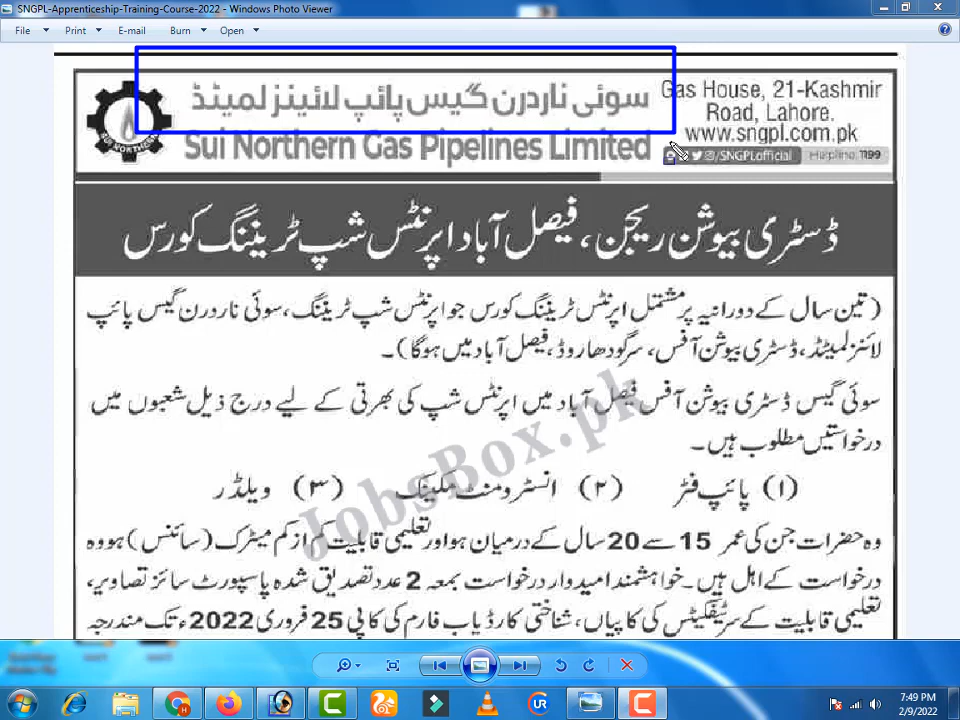 SNGPL-Apprenticeship-Training-Course-2022 - Windows Photo Viewer
File Print E-mail Burn Open
سوئی ناردرن گیس پائپ لائینز لمیٹڈ
Sui Northern Gas Pipelines Limited
SUI NORTHERN
Gas House, 21-Kashmir
Road, Lahore.
www.sngpl.com.pk
/SNGPLofficial Helpline 1199
ڈسٹری بیوشن ریجن، فیصل آباد اپرنٹس شپ ٹریننگ کورس
(تین سال کے دورانیہ پر مشتمل اپرنٹس ٹریننگ کورس جو اپرنٹس شپ ٹریننگ، سوئی ناردرن گیس پائپ
لائنز لمیٹڈ، ڈسٹری بیوشن آفس، سرگودھا روڈ، فیصل آباد میں ہوگا)۔
سوئی گیس ڈسٹری بیوشن آفس فیصل آباد میں اپرنٹس شپ کی بھرتی کے لیے درج ذیل شعبوں میں
درخواستیں مطلوب ہیں۔
(۱) پائپ فٹر (۲) انسٹرومنٹ مکینک (۳) ویلڈر
وہ حضرات جن کی عمر 15 سے 20 سال کے درمیان ہو اور تعلیمی قابلیت کم از کم میٹرک (سائنس) ہو وہ
درخواست کے اہل ہیں۔ خواہشمند امیدوار درخواست بمعہ 2 عدد تصدیق شدہ پاسپورٹ سائز تصاویر،
تعلیمی قابلیت کے سرٹیفکیٹس کی کاپیاں، شناختی کارڈ یا ب فارم کی کاپی 25 فروری 2022ء تک مندرجہ
JobsBox.pk
7:49 PM
2/9/2022